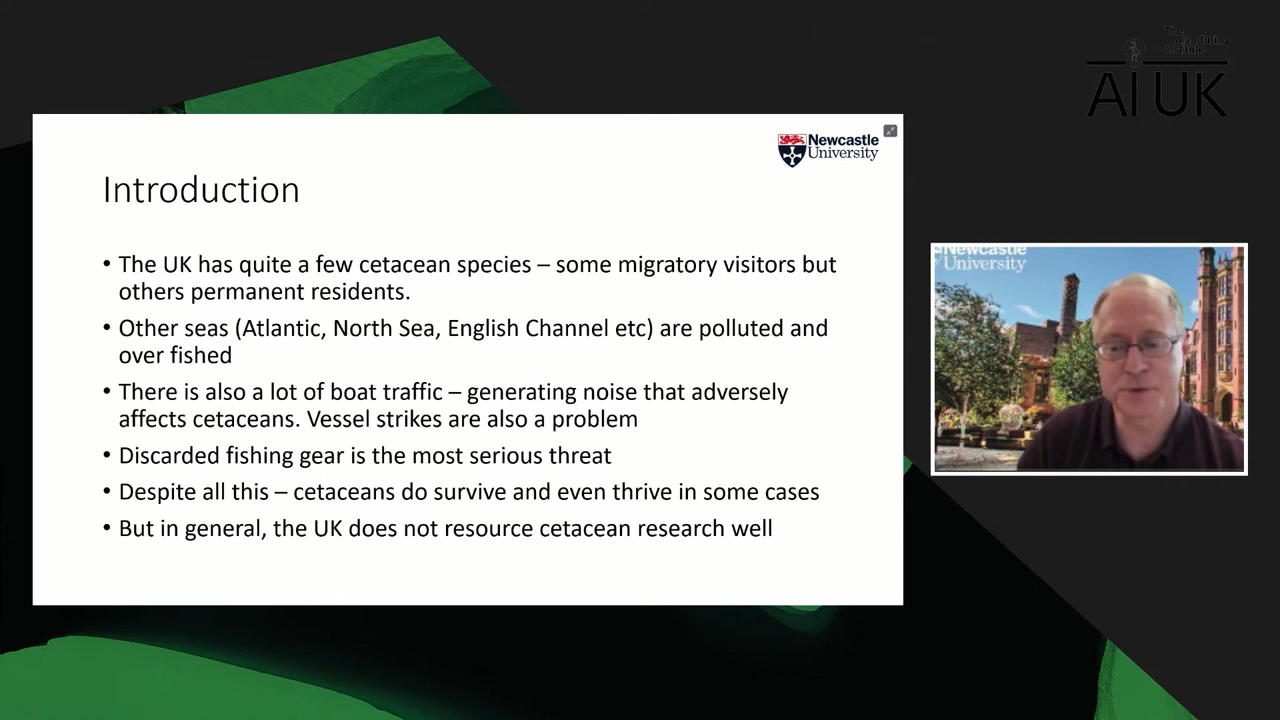 The
Alan Turing
Institute
AI UK
Newcastle
University
Introduction
• The UK has quite a few cetacean species – some migratory visitors but
others permanent residents.
• Other seas (Atlantic, North Sea, English Channel etc) are polluted and
over fished
• There is also a lot of boat traffic – generating noise that adversely
affects cetaceans. Vessel strikes are also a problem
• Discarded fishing gear is the most serious threat
• Despite all this – cetaceans do survive and even thrive in some cases
• But in general, the UK does not resource cetacean research well
Newcastle
University